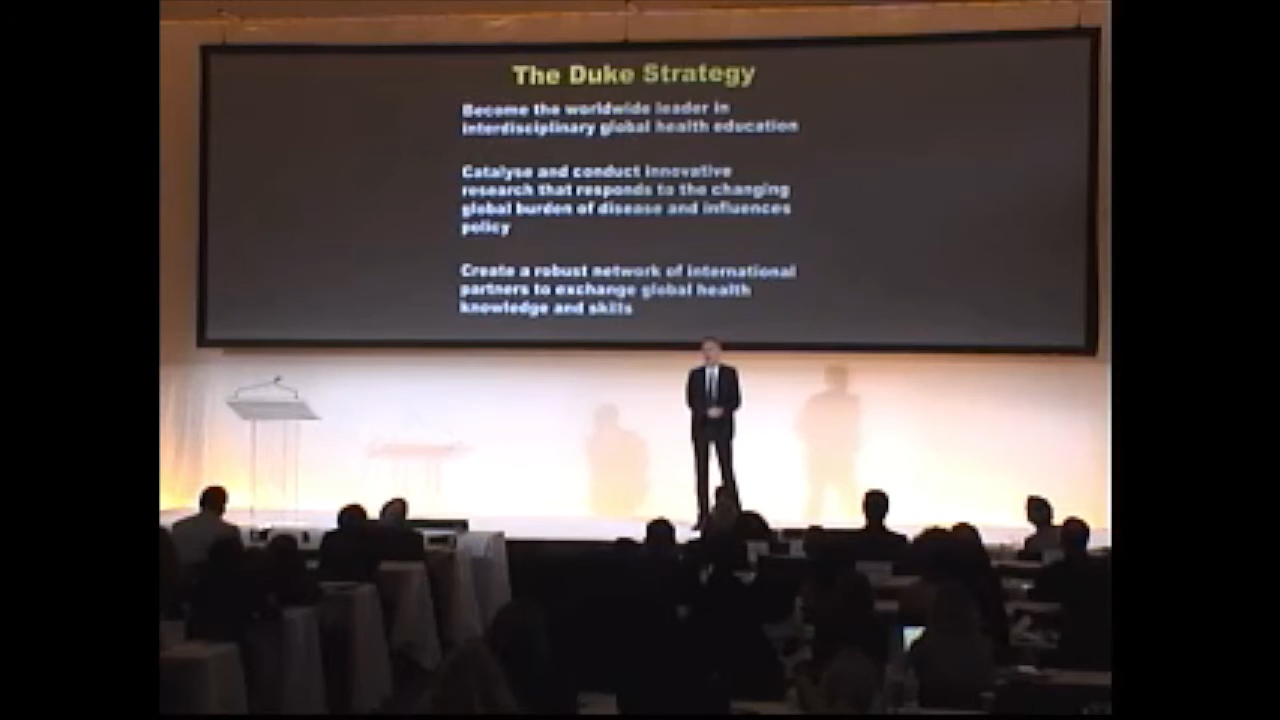 The Duke Strategy
Become the worldwide leader in
interdisciplinary global health education
Catalyse and conduct innovative
research that responds to the changing
global burden of disease and influences
policy
Create a robust network of international
partners to exchange global health
knowledge and skills